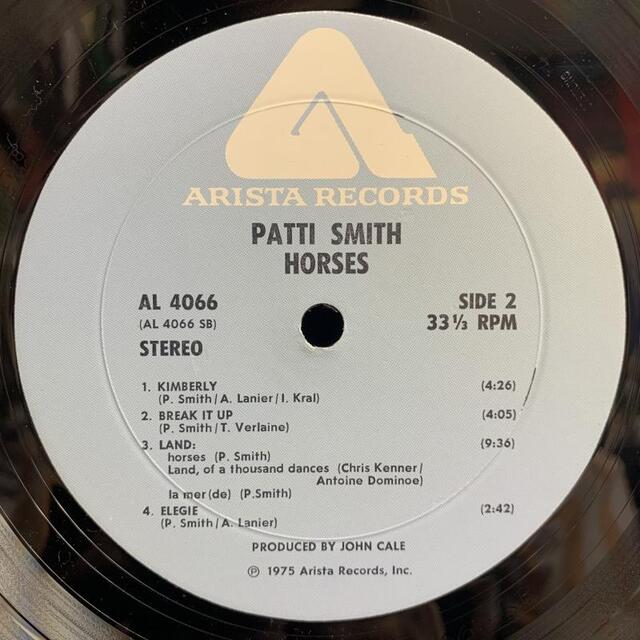 ARISTA RECORDS
PATTI SMITH
HORSES
AL 4066
(AL 4066 SB)
STEREO
SIDE 2
33 1/3 RPM
1. KIMBERLY (4:26)
(P. Smith/A. Lanier/I. Kral)
2. BREAK IT UP (4:05)
(P. Smith/T. Verlaine)
3. LAND: (9:36)
horses (P. Smith)
Land, of a thousand dances (Chris Kenner/
Antoine Dominoe)
la mer(de) (P.Smith)
4. ELEGIE (2:42)
(P. Smith/A. Lanier)
PRODUCED BY JOHN CALE
℗ 1975 Arista Records, Inc.